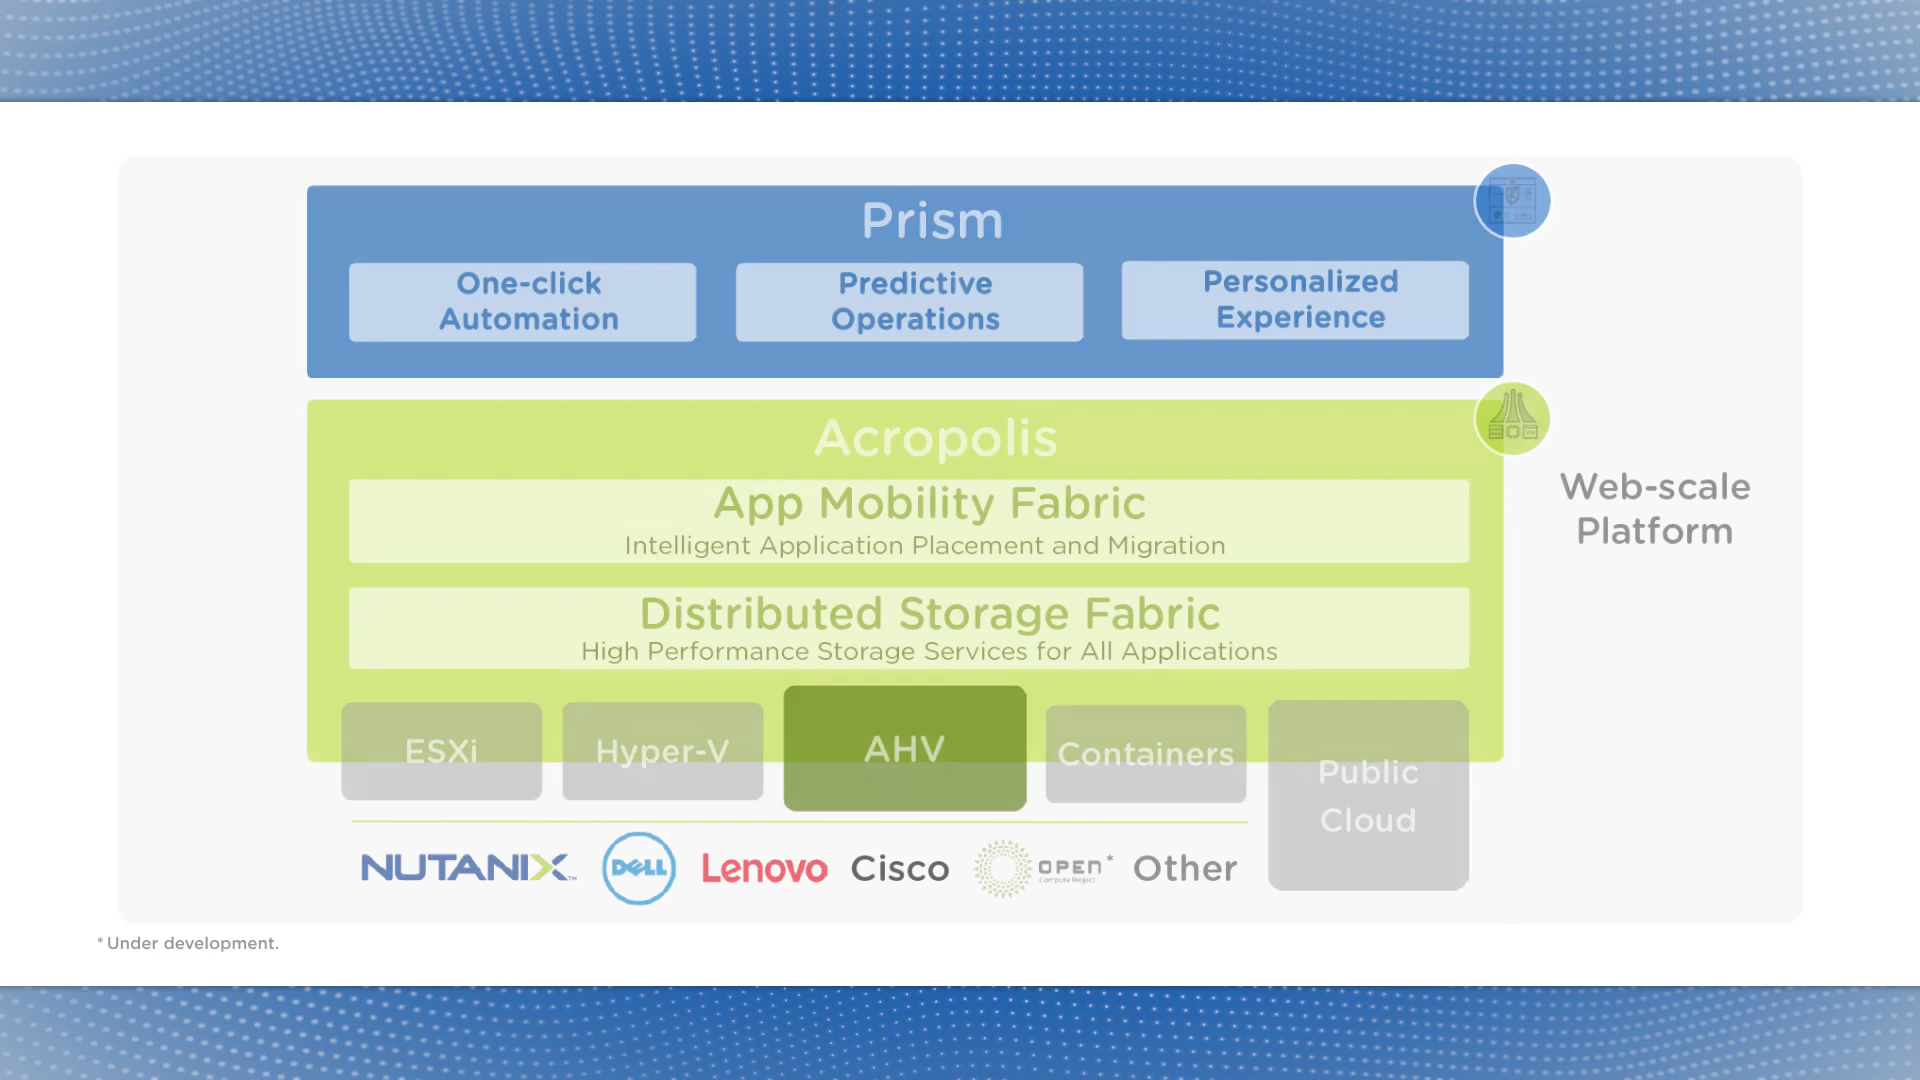 Prism
One-click
Automation
Predictive
Operations
Personalized
Experience
Acropolis
App Mobility Fabric
Intelligent Application Placement and Migration
Distributed Storage Fabric
High Performance Storage Services for All Applications
Web-scale
Platform
ESXi
Hyper-V
AHV
Containers
Public
Cloud
NUTANIX™
DELL
Lenovo
Cisco
OPEN*
Compute Project
Other
* Under development.